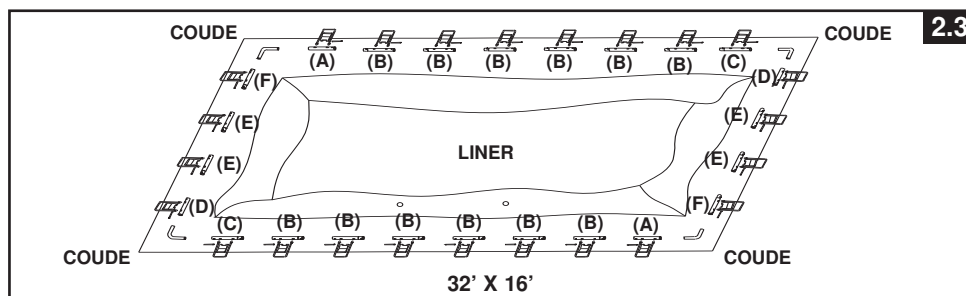 2.3
COUDE COUDE
(A) (B) (B) (B) (B) (B) (B) (C)
(F) (D)
(E) (E)
LINER
(E) (E)
(D) (F)
(C) (B) (B) (B) (B) (B) (B) (A)
COUDE COUDE
32' X 16'